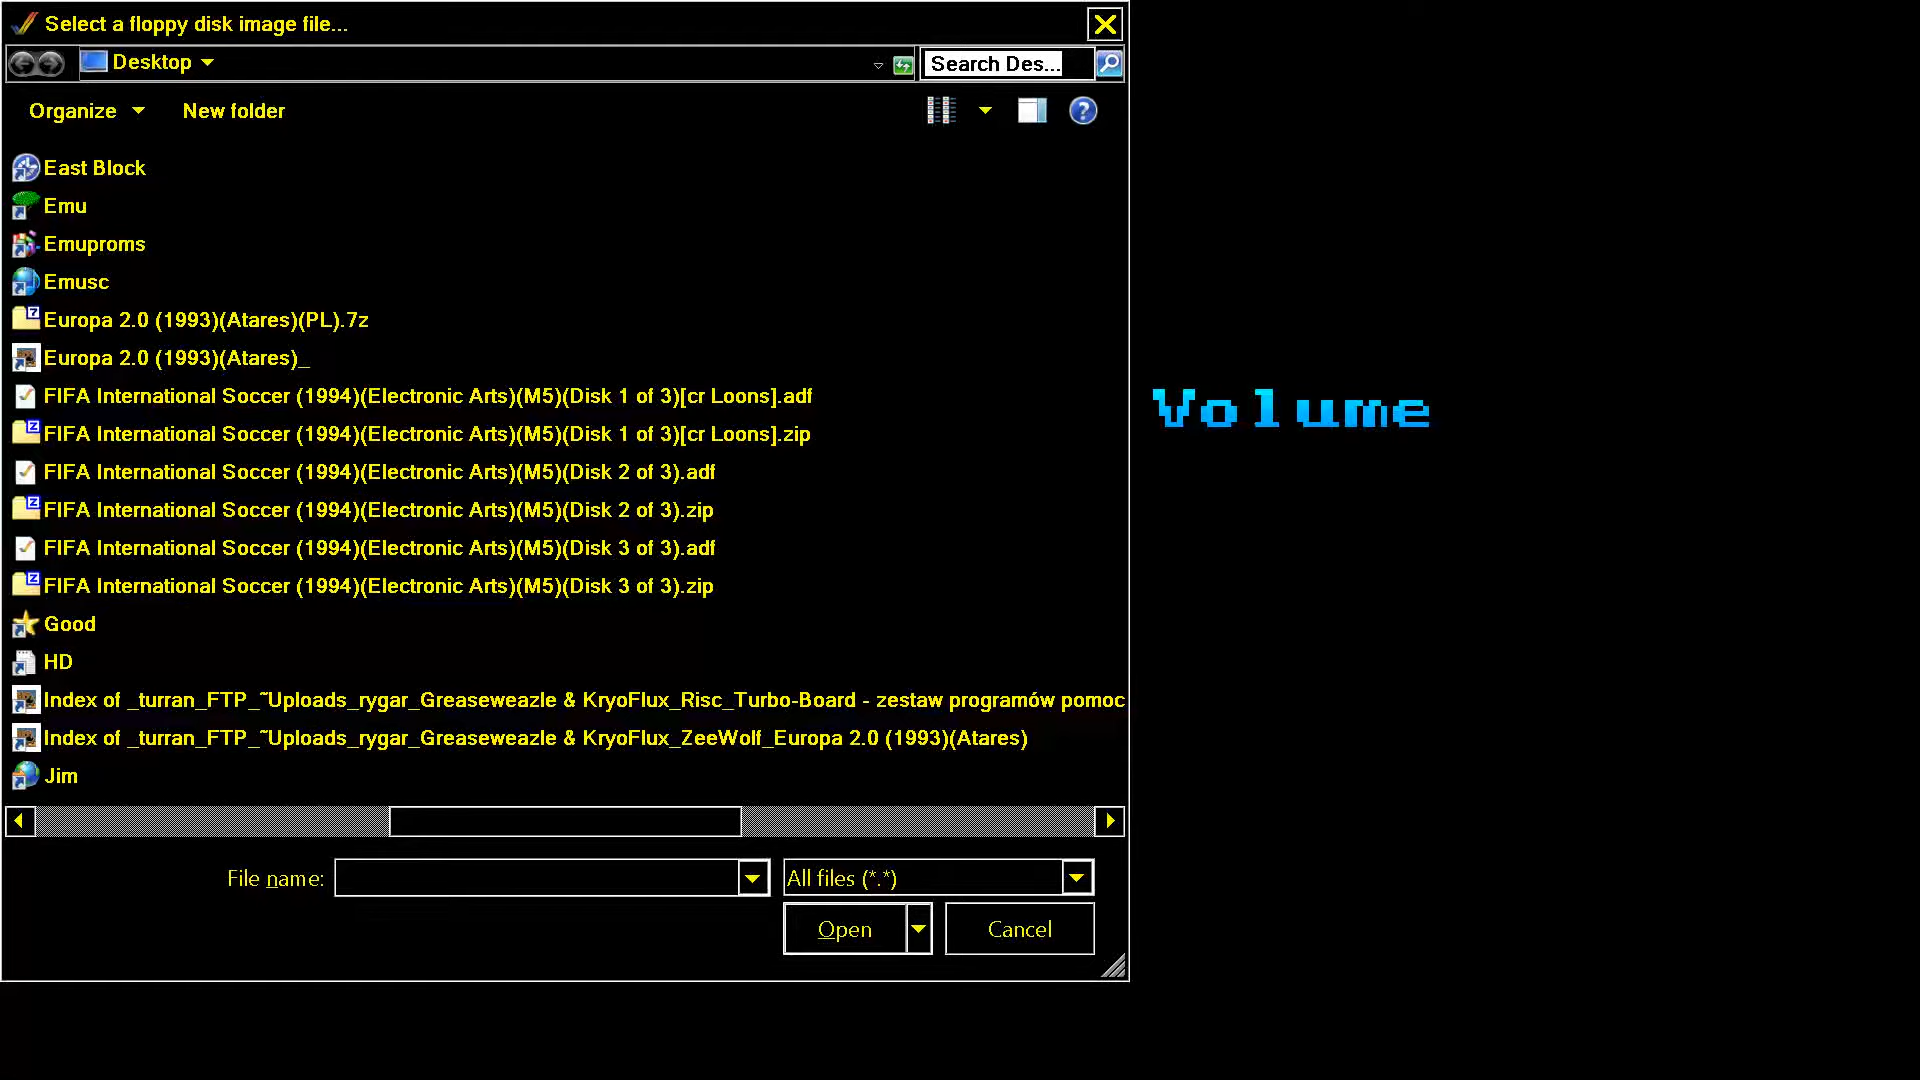 Select a floppy disk image file...
Desktop
Search Des...
Organize
New folder
East Block
Emu
Emuproms
Emusc
Europa 2.0 (1993)(Atares)(PL).7z
Europa 2.0 (1993)(Atares)_
FIFA International Soccer (1994)(Electronic Arts)(M5)(Disk 1 of 3)[cr Loons].adf
FIFA International Soccer (1994)(Electronic Arts)(M5)(Disk 1 of 3)[cr Loons].zip
FIFA International Soccer (1994)(Electronic Arts)(M5)(Disk 2 of 3).adf
FIFA International Soccer (1994)(Electronic Arts)(M5)(Disk 2 of 3).zip
FIFA International Soccer (1994)(Electronic Arts)(M5)(Disk 3 of 3).adf
FIFA International Soccer (1994)(Electronic Arts)(M5)(Disk 3 of 3).zip
Good
HD
Index of _turran_FTP_~Uploads_rygar_Greaseweazle & KryoFlux_Risc_Turbo-Board - zestaw programów pomoc
Index of _turran_FTP_~Uploads_rygar_Greaseweazle & KryoFlux_ZeeWolf_Europa 2.0 (1993)(Atares)
Jim
File name:
All files (*.*)
Open
Cancel
Volume